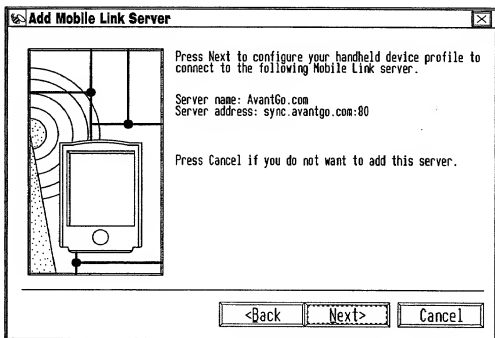 Add Mobile Link Server
Press Next to configure your handheld device profile to
connect to the following Mobile Link server.
Server name: AvantGo.com
Server address: sync.avantgo.com:80
Press Cancel if you do not want to add this server.
<Back Next> Cancel